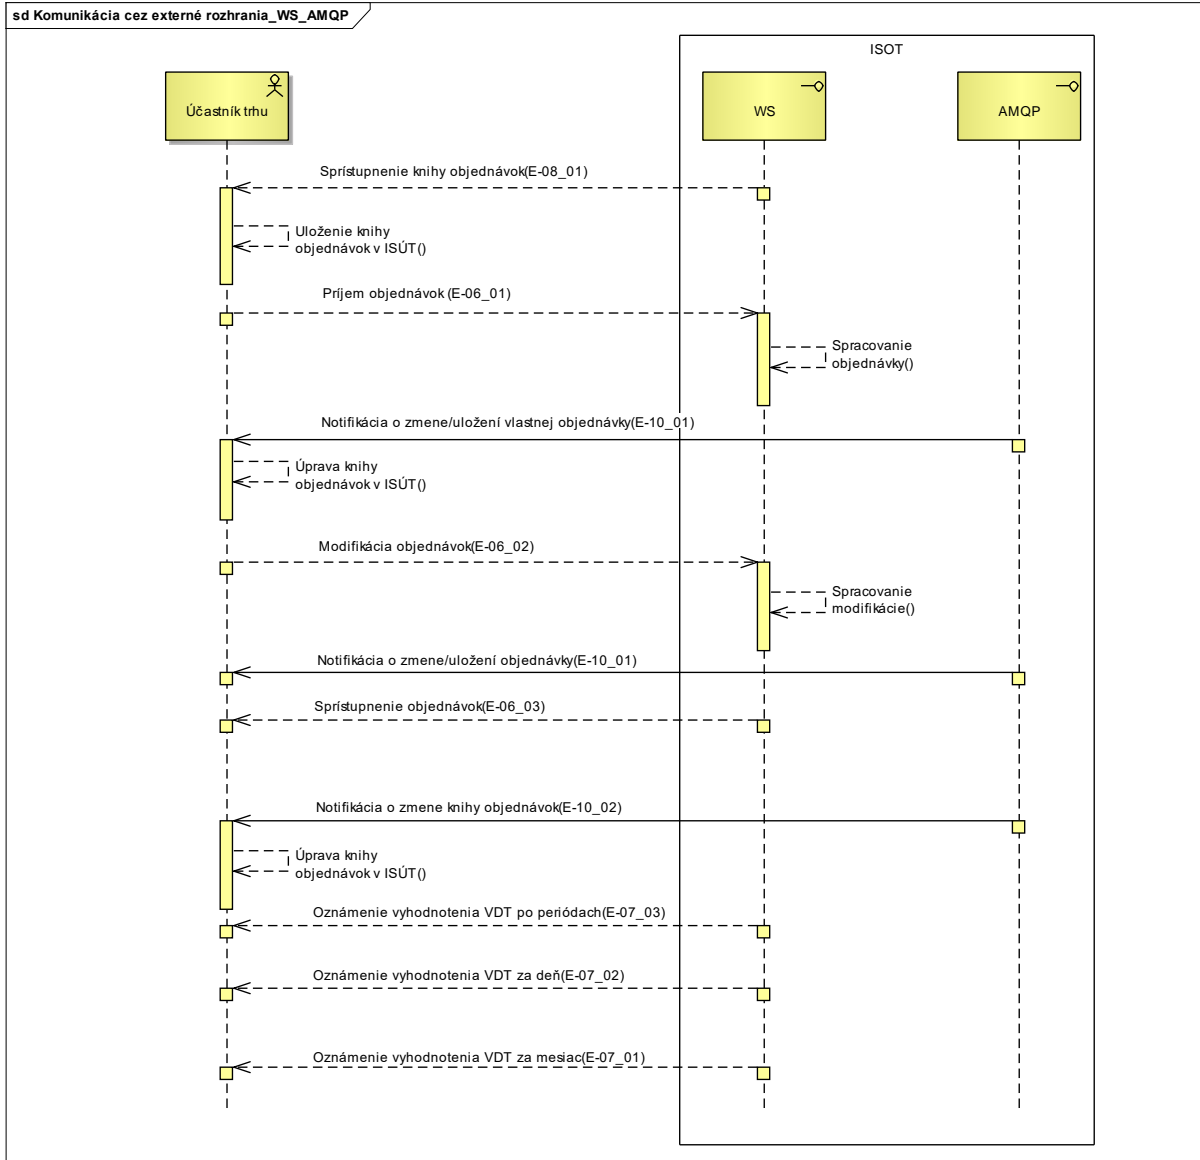 sd Komunikácia cez externé rozhrania_WS_AMQP
ISOT
Účastník trhu
WS
AMQP
Sprístupnenie knihy objednávok(E-08_01)
Uloženie knihy
objednávok v ISÚT()
Príjem objednávok (E-06_01)
Spracovanie
objednávky()
Notifikácia o zmene/uložení vlastnej objednávky(E-10_01)
Úprava knihy
objednávok v ISÚT()
Modifikácia objednávok(E-06_02)
Spracovanie
modifikácie()
Notifikácia o zmene/uložení objednávky(E-10_01)
Sprístupnenie objednávok(E-06_03)
Notifikácia o zmene knihy objednávok(E-10_02)
Úprava knihy
objednávok v ISÚT()
Oznámenie vyhodnotenia VDT po periódach(E-07_03)
Oznámenie vyhodnotenia VDT za deň(E-07_02)
Oznámenie vyhodnotenia VDT za mesiac(E-07_01)